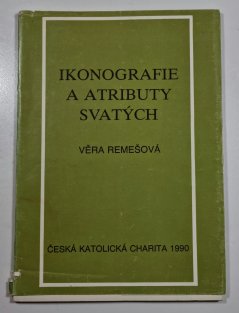 IKONOGRAFIE
A ATRIBUTY
SVATÝCH
VĚRA REMEŠOVÁ
ČESKÁ KATOLICKÁ CHARITA 1990